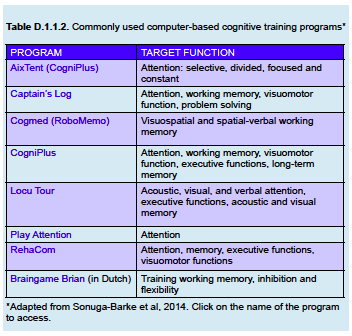 Table D.1.1.2. Commonly used computer-based cognitive training programs*
PROGRAM TARGET FUNCTION
AixTent (CogniPlus) Attention: selective, divided, focused and
constant
Captain's Log Attention, working memory, visuomotor
function, problem solving
Cogmed (RoboMemo) Visuospatial and spatial-verbal working
memory
CogniPlus Attention, working memory, visuomotor
function, executive functions, long-term
memory
Locu Tour Acoustic, visual, and verbal attention,
executive functions, acoustic and visual
memory
Play Attention Attention
RehaCom Attention, memory, executive functions,
visuomotor functions
Braingame Brian (in Dutch) Training working memory, inhibition and
flexibility
*Adapted from Sonuga-Barke et al, 2014. Click on the name of the program
to access.